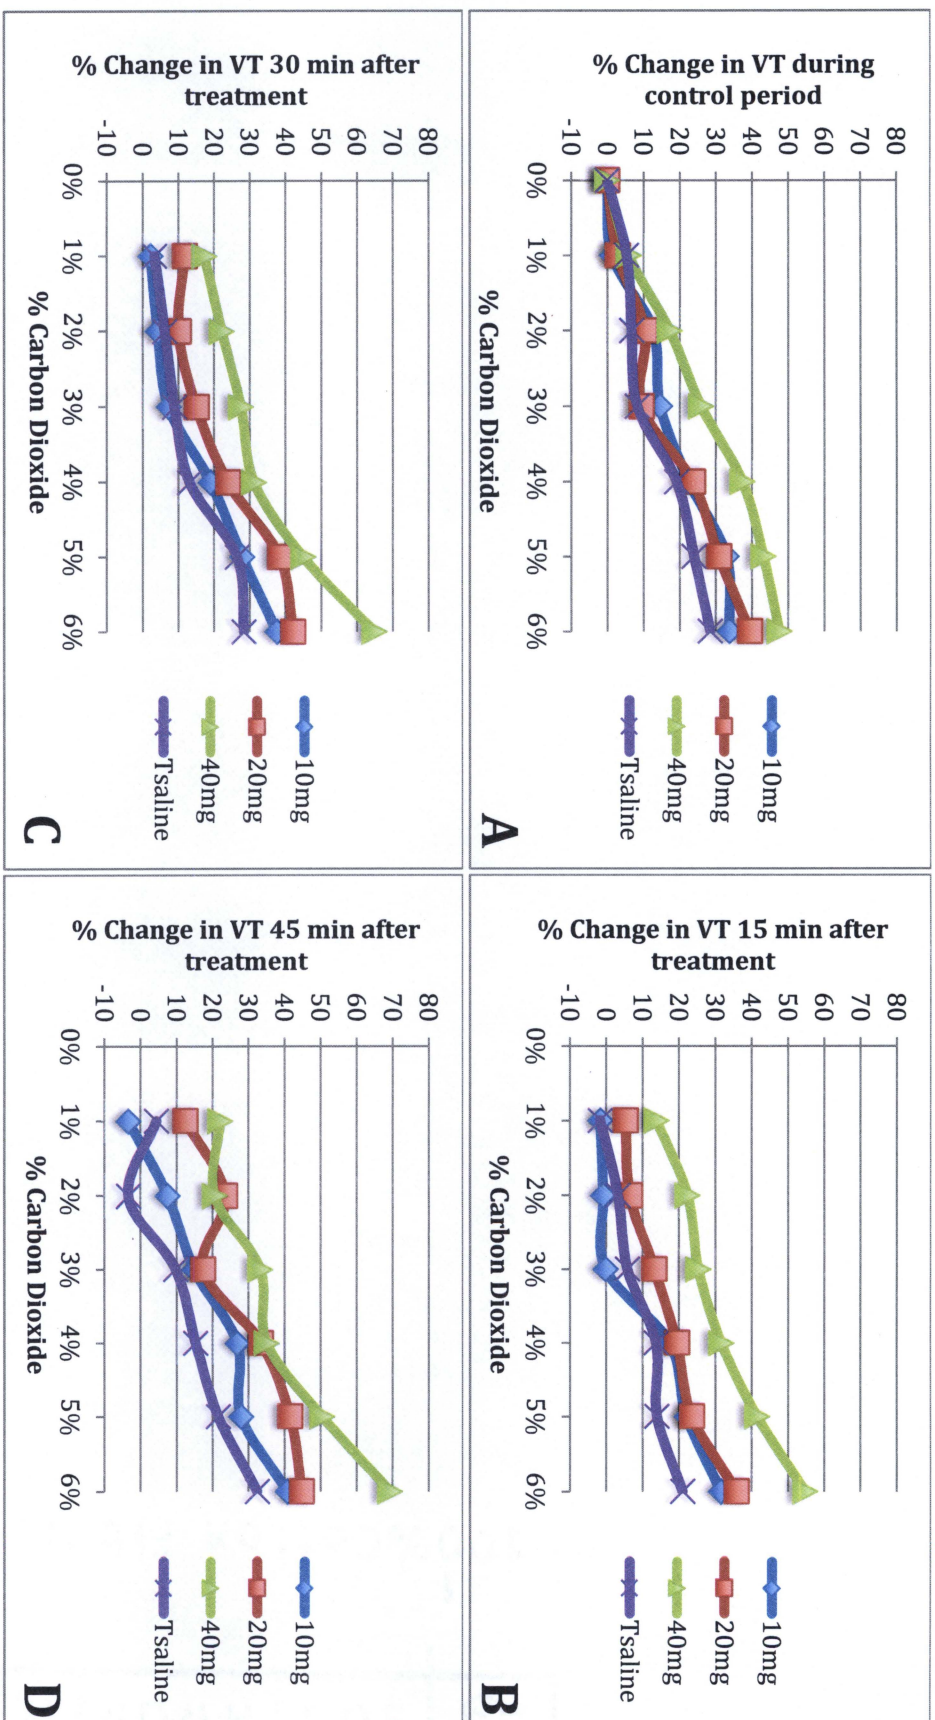 % Change in VT during
control period
80
70
60
50
40
30
20
10
0
-10
0% 1% 2% 3% 4% 5% 6%
% Carbon Dioxide
10mg
20mg
40mg
Tsaline
A
% Change in VT 15 min after
treatment
80
70
60
50
40
30
20
10
0
-10
0% 1% 2% 3% 4% 5% 6%
% Carbon Dioxide
10mg
20mg
40mg
Tsaline
B
% Change in VT 30 min after
treatment
80
70
60
50
40
30
20
10
0
-10
0% 1% 2% 3% 4% 5% 6%
% Carbon Dioxide
10mg
20mg
40mg
Tsaline
C
% Change in VT 45 min after
treatment
80
70
60
50
40
30
20
10
0
-10
0% 1% 2% 3% 4% 5% 6%
% Carbon Dioxide
10mg
20mg
40mg
Tsaline
D